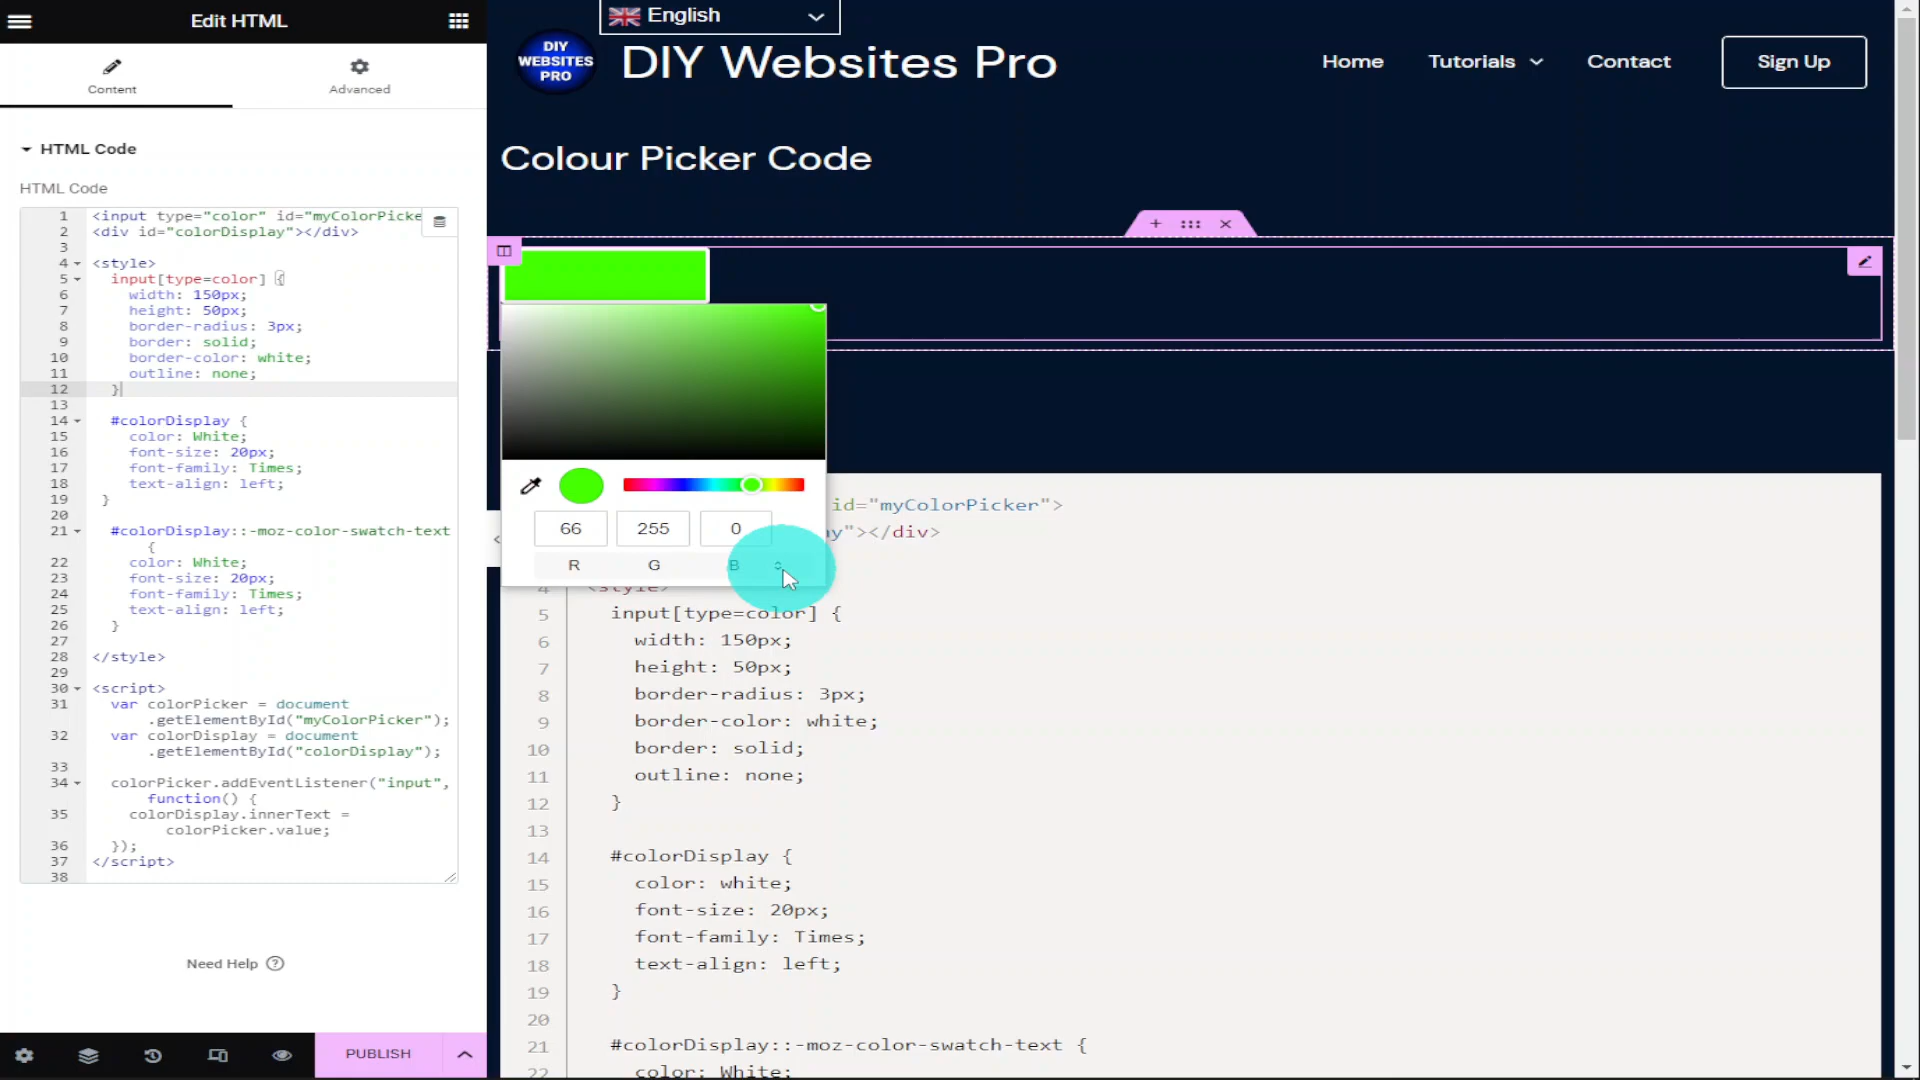 Edit HTML
Content
Advanced
HTML Code
HTML Code
1 <input type="color" id="myColorPicke
2 <div id="colorDisplay"></div>
3
4 <style>
5 input[type=color] {
6 width: 150px;
7 height: 50px;
8 border-radius: 3px;
9 border: solid;
10 border-color: white;
11 outline: none;
12 }
13
14 #colorDisplay {
15 color: White;
16 font-size: 20px;
17 font-family: Times;
18 text-align: left;
19 }
20
21 #colorDisplay::-moz-color-swatch-text
{
22 color: White;
23 font-size: 20px;
24 font-family: Times;
25 text-align: left;
26 }
27
28 </style>
29
30 <script>
31 var colorPicker = document
.getElementById("myColorPicker");
32 var colorDisplay = document
.getElementById("colorDisplay");
33
34 colorPicker.addEventListener("input",
function() {
35 colorDisplay.innerText =
colorPicker.value;
36 });
37 </script>
38
Need Help ?
PUBLISH
English
DIY
WEBSITES
PRO
DIY Websites Pro
Home
Tutorials
Contact
Sign Up
Colour Picker Code
66 255 0
R G B
id="myColorPicker">
y"></div>
4 <style>
5 input[type=color] {
6 width: 150px;
7 height: 50px;
8 border-radius: 3px;
9 border-color: white;
10 border: solid;
11 outline: none;
12 }
13
14 #colorDisplay {
15 color: white;
16 font-size: 20px;
17 font-family: Times;
18 text-align: left;
19 }
20
21 #colorDisplay::-moz-color-swatch-text {
22 color: White;